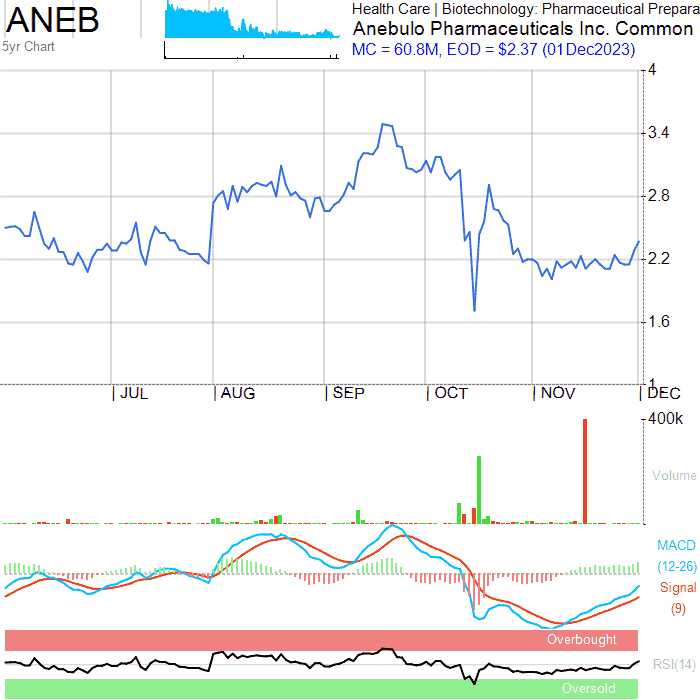 ANEB
5yr Chart
Health Care | Biotechnology: Pharmaceutical Prepara
Anebulo Pharmaceuticals Inc. Common
MC = 60.8M, EOD = $2.37 (01Dec2023)
4
3.4
2.8
2.2
1.6
1
JUL
AUG
SEP
OCT
NOV
DEC
400k
Volume
MACD
(12-26)
Signal
(9)
Overbought
RSI(14)
Oversold